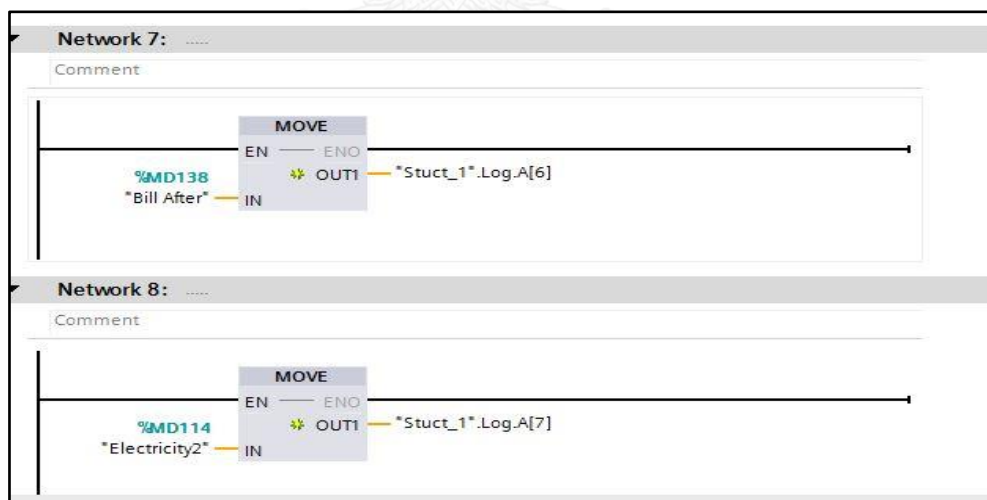 Network 7: .....
Comment
MOVE
EN ENO
%MD138 OUT1 "Stuct_1".Log.A[6]
"Bill After" IN
Network 8: .....
Comment
MOVE
EN ENO
%MD114 OUT1 "Stuct_1".Log.A[7]
"Electricity2" IN